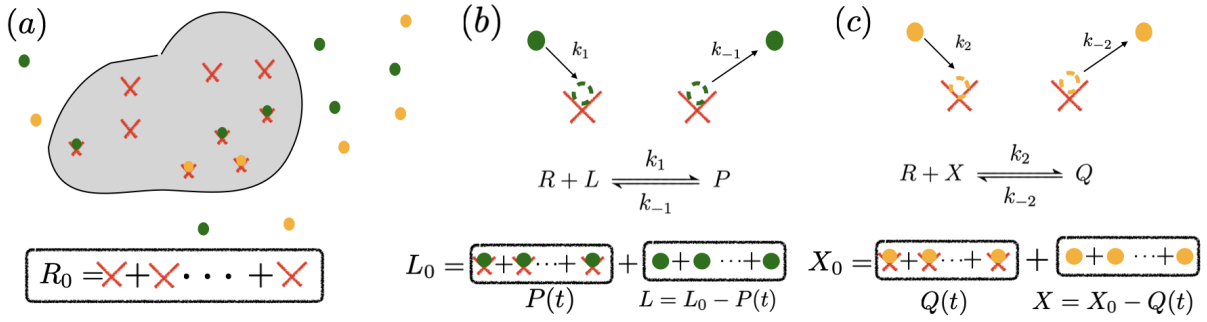 (a)
R₀ = + ··· +
(b)
k₁
k₋₁
R + L k₁ k₋₁ P
L₀ = + ··· + + + ··· +
P(t)
L = L₀ − P(t)
(c)
k₂
k₋₂
R + X k₂ k₋₂ Q
X₀ = + ··· + + + ··· +
Q(t)
X = X₀ − Q(t)